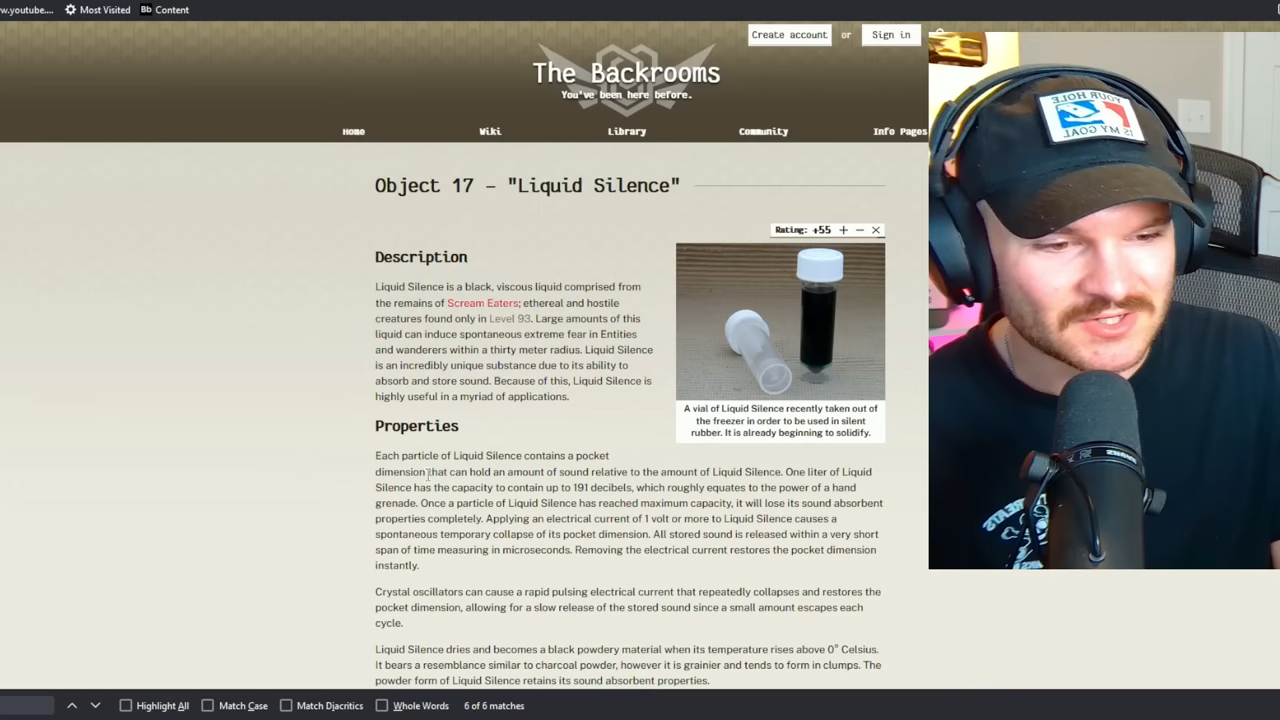 w.youtube....
Most Visited
Bb Content
Create account or Sign in
The Backrooms
You've been here before.
Home Wiki Library Community Info Pages
Object 17 - "Liquid Silence"
Rating: +55 + − ×
Description
Liquid Silence is a black, viscous liquid comprised from
the remains of Scream Eaters; ethereal and hostile
creatures found only in Level 93. Large amounts of this
liquid can induce spontaneous extreme fear in Entities
and wanderers within a thirty meter radius. Liquid Silence
is an incredibly unique substance due to its ability to
absorb and store sound. Because of this, Liquid Silence is
highly useful in a myriad of applications.
A vial of Liquid Silence recently taken out of
the freezer in order to be used in silent
rubber. It is already beginning to solidify.
Properties
Each particle of Liquid Silence contains a pocket
dimension that can hold an amount of sound relative to the amount of Liquid Silence. One liter of Liquid
Silence has the capacity to contain up to 191 decibels, which roughly equates to the power of a hand
grenade. Once a particle of Liquid Silence has reached maximum capacity, it will lose its sound absorbent
properties completely. Applying an electrical current of 1 volt or more to Liquid Silence causes a
spontaneous temporary collapse of its pocket dimension. All stored sound is released within a very short
span of time measuring in microseconds. Removing the electrical current restores the pocket dimension
instantly.
Crystal oscillators can cause a rapid pulsing electrical current that repeatedly collapses and restores the
pocket dimension, allowing for a slow release of the stored sound since a small amount escapes each
cycle.
Liquid Silence dries and becomes a black powdery material when its temperature rises above 0° Celsius.
It bears a resemblance similar to charcoal powder, however it is grainier and tends to form in clumps. The
powder form of Liquid Silence retains its sound absorbent properties.
YOUR HOLE
IS MY GOAL
Highlight All Match Case Match Diacritics Whole Words 6 of 6 matches